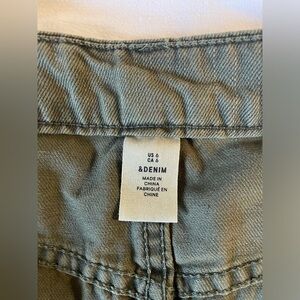 US 6
CA 6
&DENIM
MADE IN
CHINA
FABRIQUÉ EN
CHINE